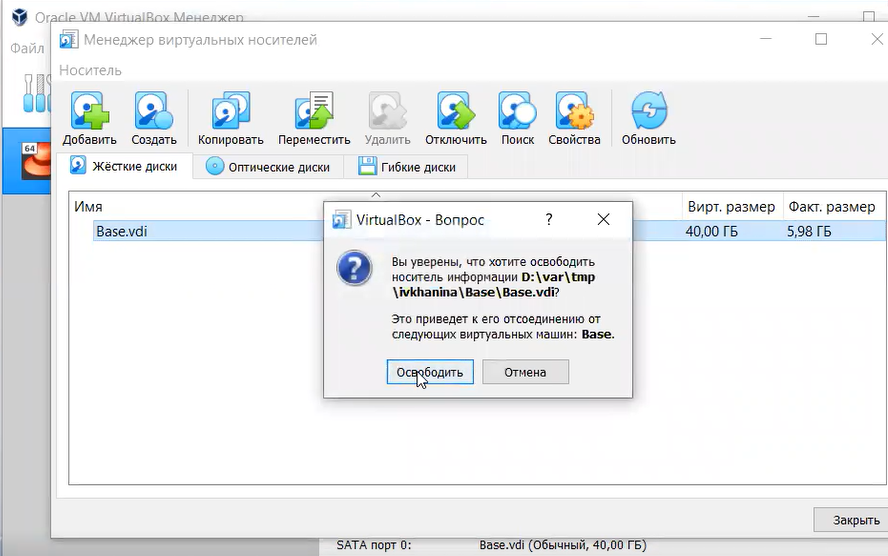 Oracle VM VirtualBox Менеджер
Файл
Менеджер виртуальных носителей
Носитель
Добавить Создать Копировать Переместить Удалить Отключить Поиск Свойства Обновить
Жёсткие диски Оптические диски Гибкие диски
64
Имя Вирт. размер Факт. размер
Base.vdi 40,00 ГБ 5,98 ГБ
VirtualBox - Вопрос ?
Вы уверены, что хотите освободить
носитель информации D:\var\tmp
\ivkhanina\Base\Base.vdi?
Это приведет к его отсоединению от
следующих виртуальных машин: Base.
Освободить Отмена
Закрыть
SATA порт 0: Base.vdi (Обычный, 40,00 ГБ)